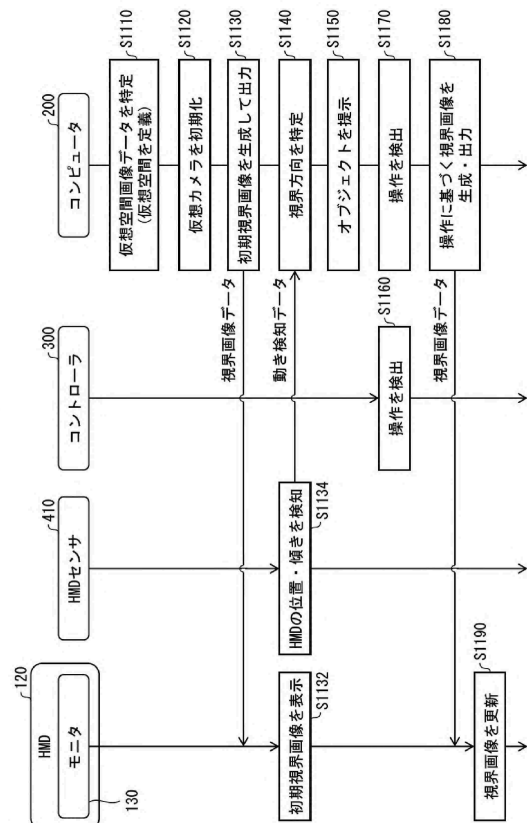 120
HMD
モニタ
130
410
HMDセンサ
300
コントローラ
200
コンピュータ
仮想空間画像データを特定
(仮想空間を定義)
S1110
仮想カメラを初期化
S1120
初期視界画像を生成して出力
S1130
視界画像データ
初期視界画像を表示
S1132
HMDの位置・傾きを検知
S1134
動き検知データ
視界方向を特定
S1140
オブジェクトを提示
S1150
操作を検出
S1160
操作を検出
S1170
操作に基づく視界画像を
生成・出力
S1180
視界画像データ
視界画像を更新
S1190